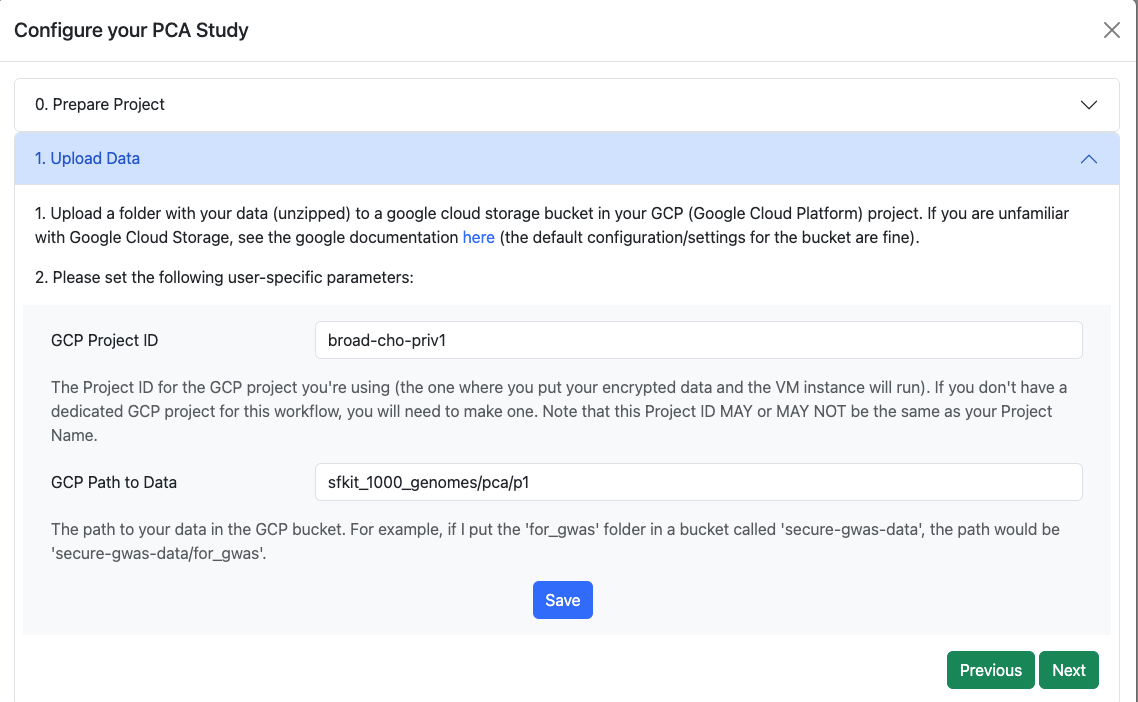 Configure your PCA Study
0. Prepare Project
1. Upload Data
1. Upload a folder with your data (unzipped) to a google cloud storage bucket in your GCP (Google Cloud Platform) project. If you are unfamiliar
with Google Cloud Storage, see the google documentation here (the default configuration/settings for the bucket are fine).
2. Please set the following user-specific parameters:
GCP Project ID
broad-cho-priv1
The Project ID for the GCP project you're using (the one where you put your encrypted data and the VM instance will run). If you don't have a
dedicated GCP project for this workflow, you will need to make one. Note that this Project ID MAY or MAY NOT be the same as your Project
Name.
GCP Path to Data
sfkit_1000_genomes/pca/p1
The path to your data in the GCP bucket. For example, if I put the 'for_gwas' folder in a bucket called 'secure-gwas-data', the path would be
'secure-gwas-data/for_gwas'.
Save
Previous
Next